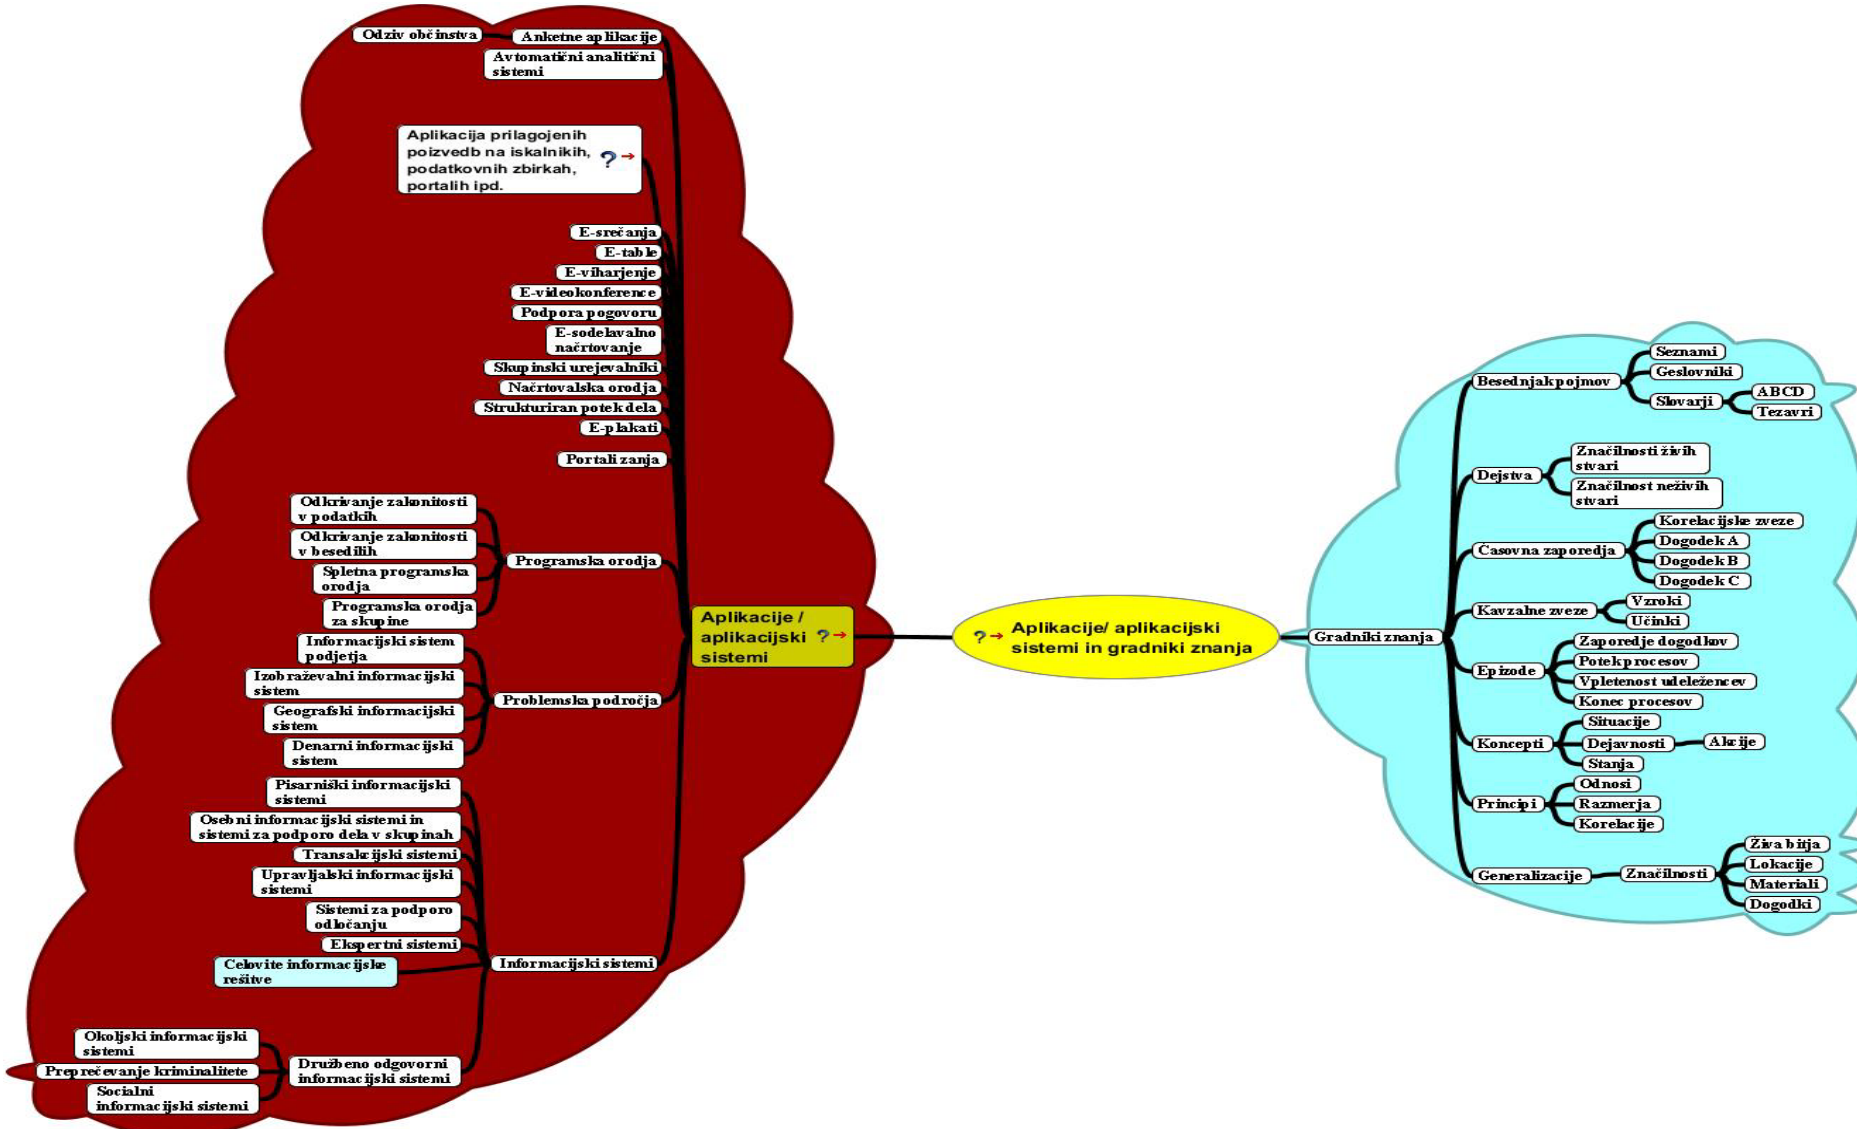 Odziv občinstva
Anketne aplikacije
Avtomatični analitični
sistemi
Aplikacija prilagojenih
poizvedb na iskalnikih,
podatkovnih zbirkah,
portalih ipd.
E-srečanja
E-table
E-viharjenje
E-videokonference
Podpora pogovoru
E-sodelavalno
načrtovanje
Skupinski urejevalniki
Načrtovalska orodja
Strukturiran potek dela
E-plakati
Portali zanja
Odkrivanje zakonitosti
v podatkih
Odkrivanje zakonitosti
v besedilih
Spletna programska
orodja
Programska orodja
za skupine
Programska orodja
Informacijski sistem
podjetja
Izobraževalni informacijski
sistem
Geografski informacijski
sistem
Denarni informacijski
sistem
Problemska področja
Pisarniški informacijski
sistemi
Osebni informacijski sistemi in
sistemi za podporo dela v skupinah
Transakcijski sistemi
Upravljalski informacijski
sistemi
Sistemi za podporo
odločanju
Ekspertni sistemi
Celovite informacijske
rešitve
Informacijski sistemi
Okoljski informacijski
sistemi
Preprečevanje kriminalitete
Socialni
informacijski sistemi
Družbeno odgovorni
informacijski sistemi
Aplikacije /
aplikacijski ?→
sistemi
?→ Aplikacije/ aplikacijski
sistemi in gradniki znanja
Gradniki znanja
Besednjak pojmov
Seznami
Geslovniki
Slovarji
ABCD
Tezavri
Dejstva
Značilnosti živih
stvari
Značilnost neživih
stvari
Časovna zaporedja
Korelacijske zveze
Dogodek A
Dogodek B
Dogodek C
Kavzalne zveze
Vzroki
Učinki
Epizode
Zaporedje dogodkov
Potek procesov
Vpletenost udeležencev
Konec procesov
Koncepti
Situacije
Dejavnosti
Akcije
Stanja
Principi
Odnosi
Razmerja
Korelacije
Generalizacije
Značilnosti
Živa bitja
Lokacije
Materiali
Dogodki